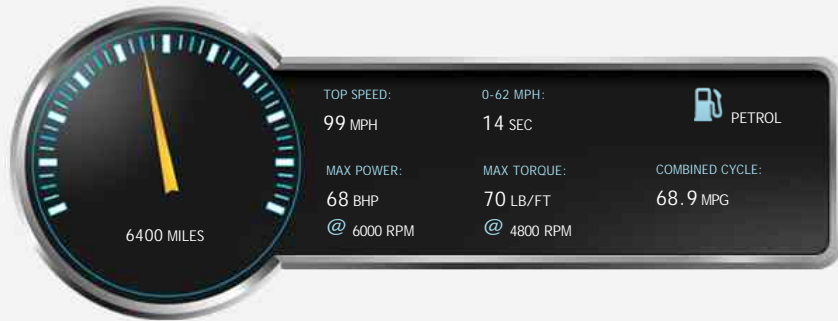 TOP SPEED:
99 MPH
0-62 MPH:
14 SEC
PETROL
MAX POWER:
68 BHP
@ 6000 RPM
MAX TORQUE:
70 LB/FT
@ 4800 RPM
COMBINED CYCLE:
68.9 MPG
6400 MILES